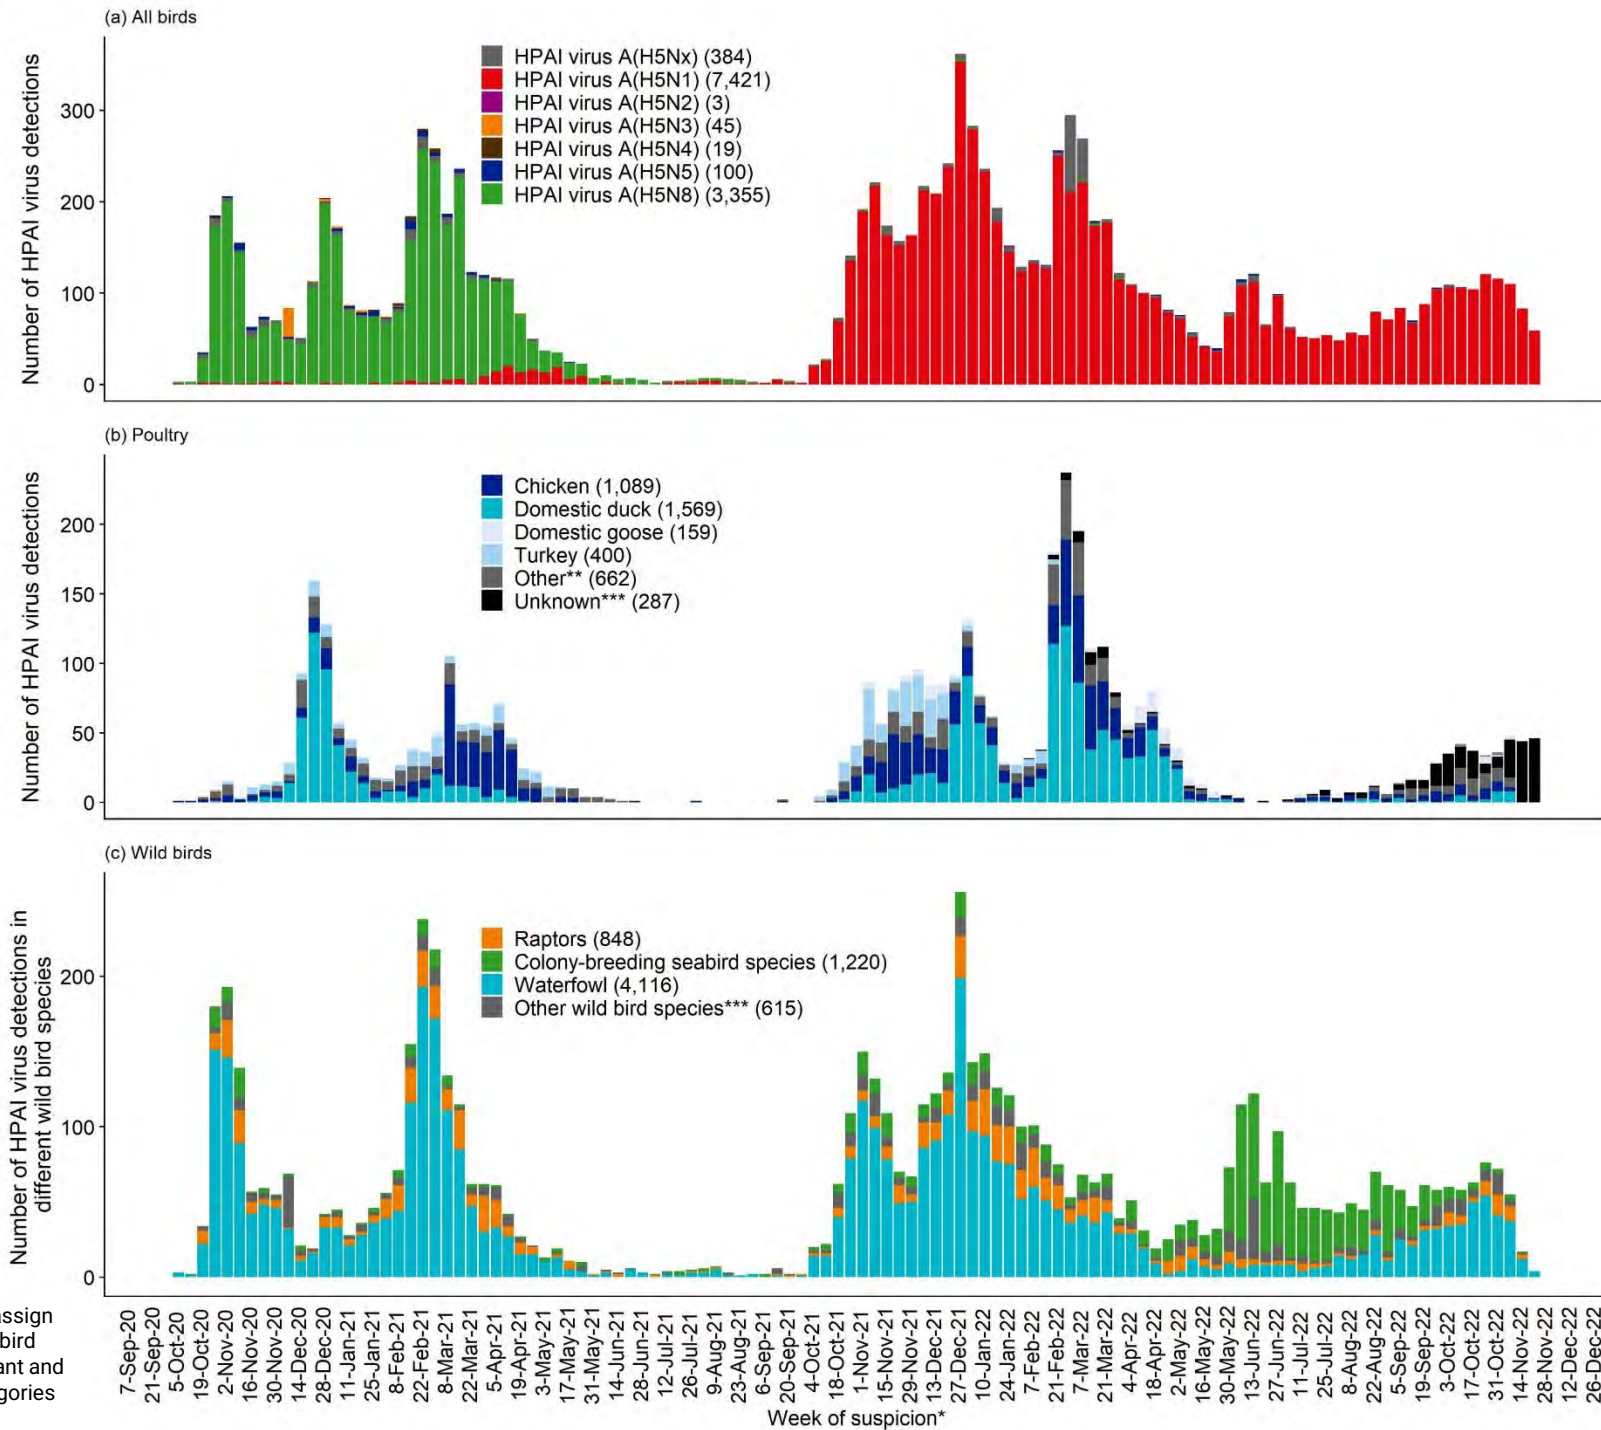 (a) All birds
Number of HPAI virus detections
300
200
100
0
HPAI virus A(H5Nx) (384)
HPAI virus A(H5N1) (7,421)
HPAI virus A(H5N2) (3)
HPAI virus A(H5N3) (45)
HPAI virus A(H5N4) (19)
HPAI virus A(H5N5) (100)
HPAI virus A(H5N8) (3,355)
(b) Poultry
Number of HPAI virus detections
200
150
100
50
0
Chicken (1,089)
Domestic duck (1,569)
Domestic goose (159)
Turkey (400)
Other** (662)
Unknown*** (287)
(c) Wild birds
Number of HPAI virus detections in
different wild bird species
200
100
0
Raptors (848)
Colony-breeding seabird species (1,220)
Waterfowl (4,116)
Other wild bird species*** (615)
assign
bird
ant and
gories
7-Sep-20
21-Sep-20
5-Oct-20
19-Oct-20
2-Nov-20
16-Nov-20
30-Nov-20
14-Dec-20
28-Dec-20
11-Jan-21
25-Jan-21
8-Feb-21
22-Feb-21
8-Mar-21
22-Mar-21
5-Apr-21
19-Apr-21
3-May-21
17-May-21
31-May-21
14-Jun-21
28-Jun-21
12-Jul-21
26-Jul-21
9-Aug-21
23-Aug-21
6-Sep-21
20-Sep-21
4-Oct-21
18-Oct-21
1-Nov-21
15-Nov-21
29-Nov-21
13-Dec-21
27-Dec-21
10-Jan-22
24-Jan-22
7-Feb-22
21-Feb-22
7-Mar-22
21-Mar-22
4-Apr-22
18-Apr-22
2-May-22
16-May-22
30-May-22
13-Jun-22
27-Jun-22
11-Jul-22
25-Jul-22
8-Aug-22
22-Aug-22
5-Sep-22
19-Sep-22
3-Oct-22
17-Oct-22
31-Oct-22
14-Nov-22
28-Nov-22
12-Dec-22
26-Dec-22
Week of suspicion*